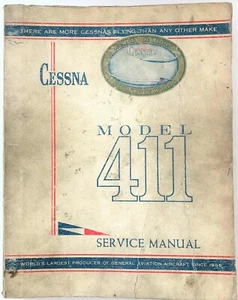 THERE ARE MORE CESSNAS FLYING THAN ANY OTHER MAKE
CESSNA
MODEL
411
SERVICE MANUAL
WORLD'S LARGEST PRODUCER OF GENERAL AVIATION AIRCRAFT SINCE 1956